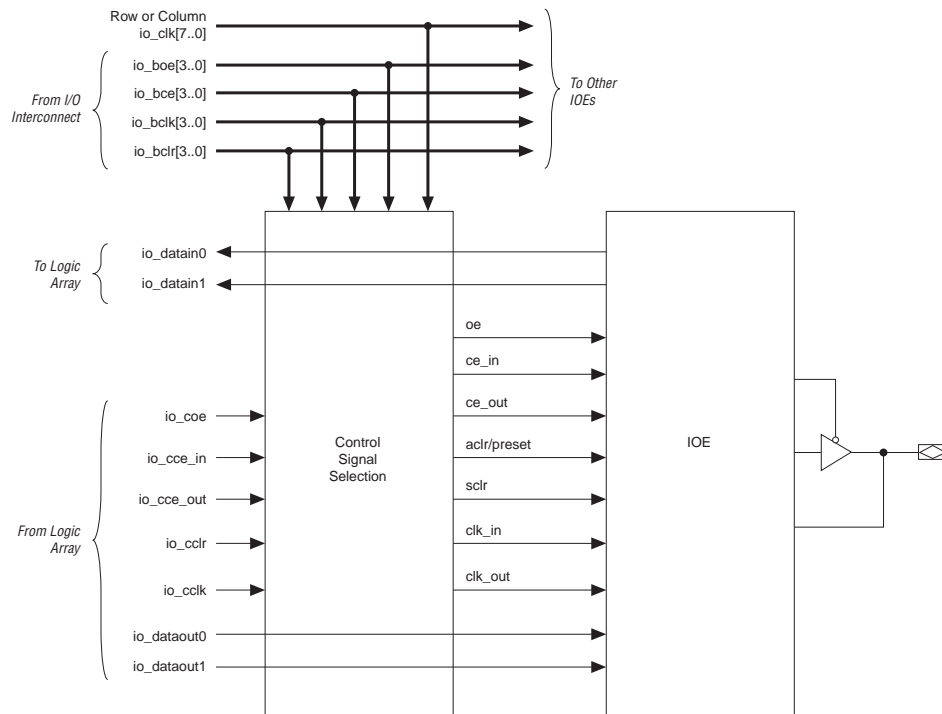 Row or Column
io_clk[7..0]
io_boe[3..0]
From I/O
Interconnect
io_bce[3..0]
io_bclk[3..0]
io_bclr[3..0]
To Other
IOEs
To Logic
Array
io_datain0
io_datain1
oe
ce_in
ce_out
aclr/preset
sclr
clk_in
clk_out
Control
Signal
Selection
IOE
From Logic
Array
io_coe
io_cce_in
io_cce_out
io_cclr
io_cclk
io_dataout0
io_dataout1